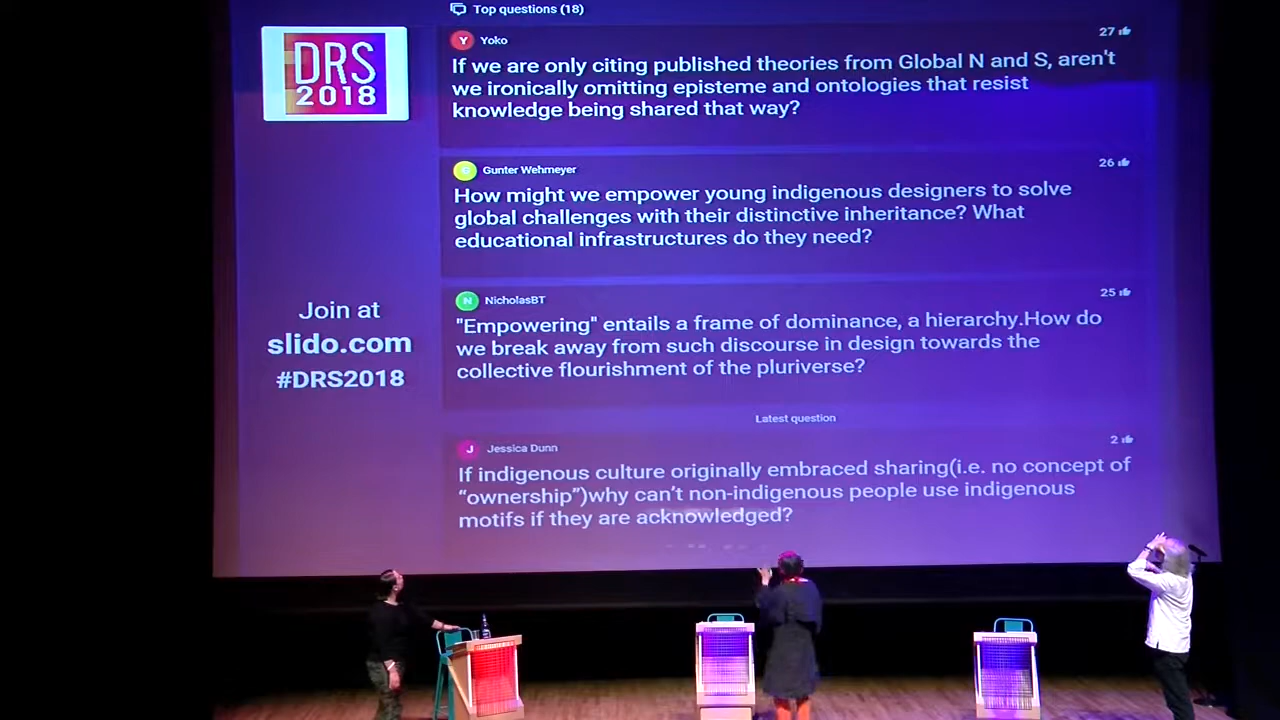 Top questions (18)
DRS
2018
Y Yoko
27
If we are only citing published theories from Global N and S, aren't
we ironically omitting episteme and ontologies that resist
knowledge being shared that way?
Gunter Wehmeyer
26
How might we empower young indigenous designers to solve
global challenges with their distinctive inheritance? What
educational infrastructures do they need?
Join at
slido.com
#DRS2018
N NicholasBT
25
"Empowering" entails a frame of dominance, a hierarchy.How do
we break away from such discourse in design towards the
collective flourishment of the pluriverse?
Latest question
J Jessica Dunn
2
If indigenous culture originally embraced sharing(i.e. no concept of
“ownership”)why can’t non-indigenous people use indigenous
motifs if they are acknowledged?